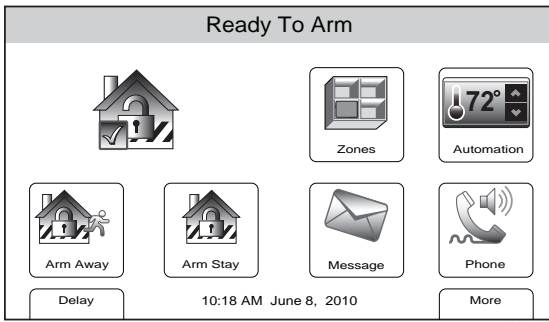 Ready To Arm
72°
Zones
Automation
Arm Away
Arm Stay
Message
Phone
Delay
10:18 AM June 8, 2010
More